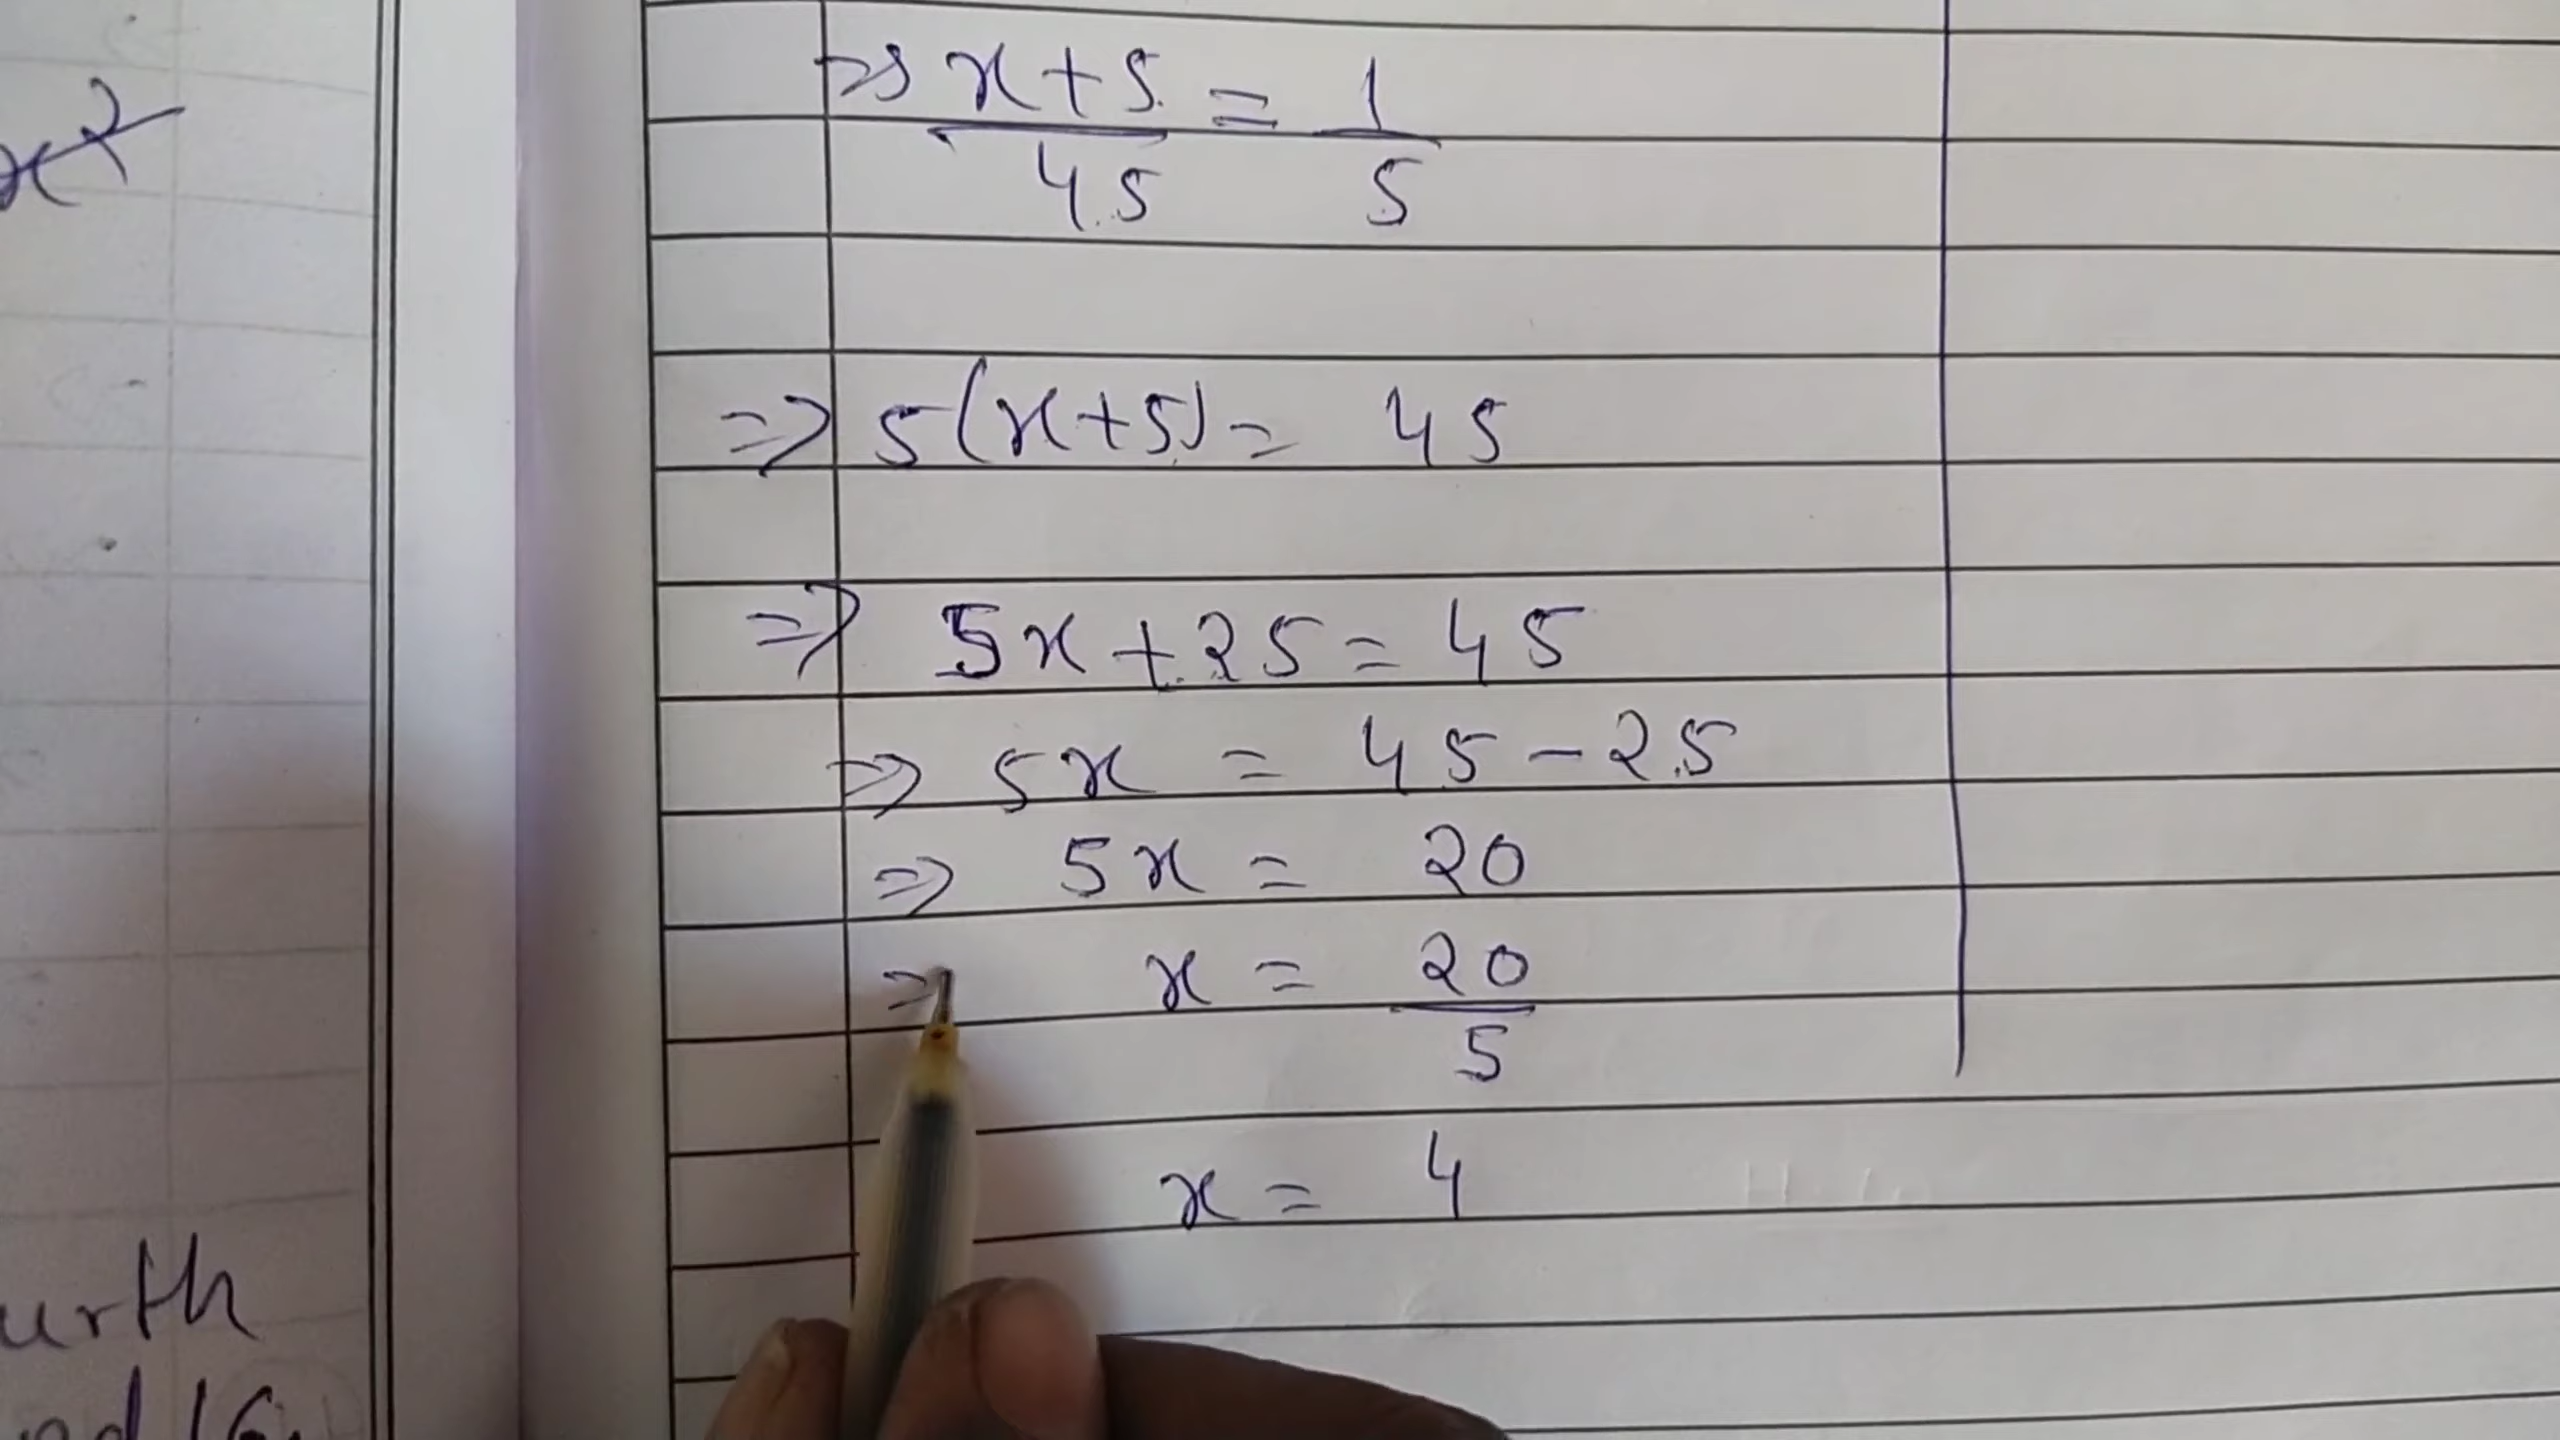 x²
urth
⇒ x+5/45 = 1/5
⇒ 5(x+5) = 45
⇒ 5x+25 = 45
⇒ 5x = 45-25
⇒ 5x = 20
⇒ x = 20/5
x = 4